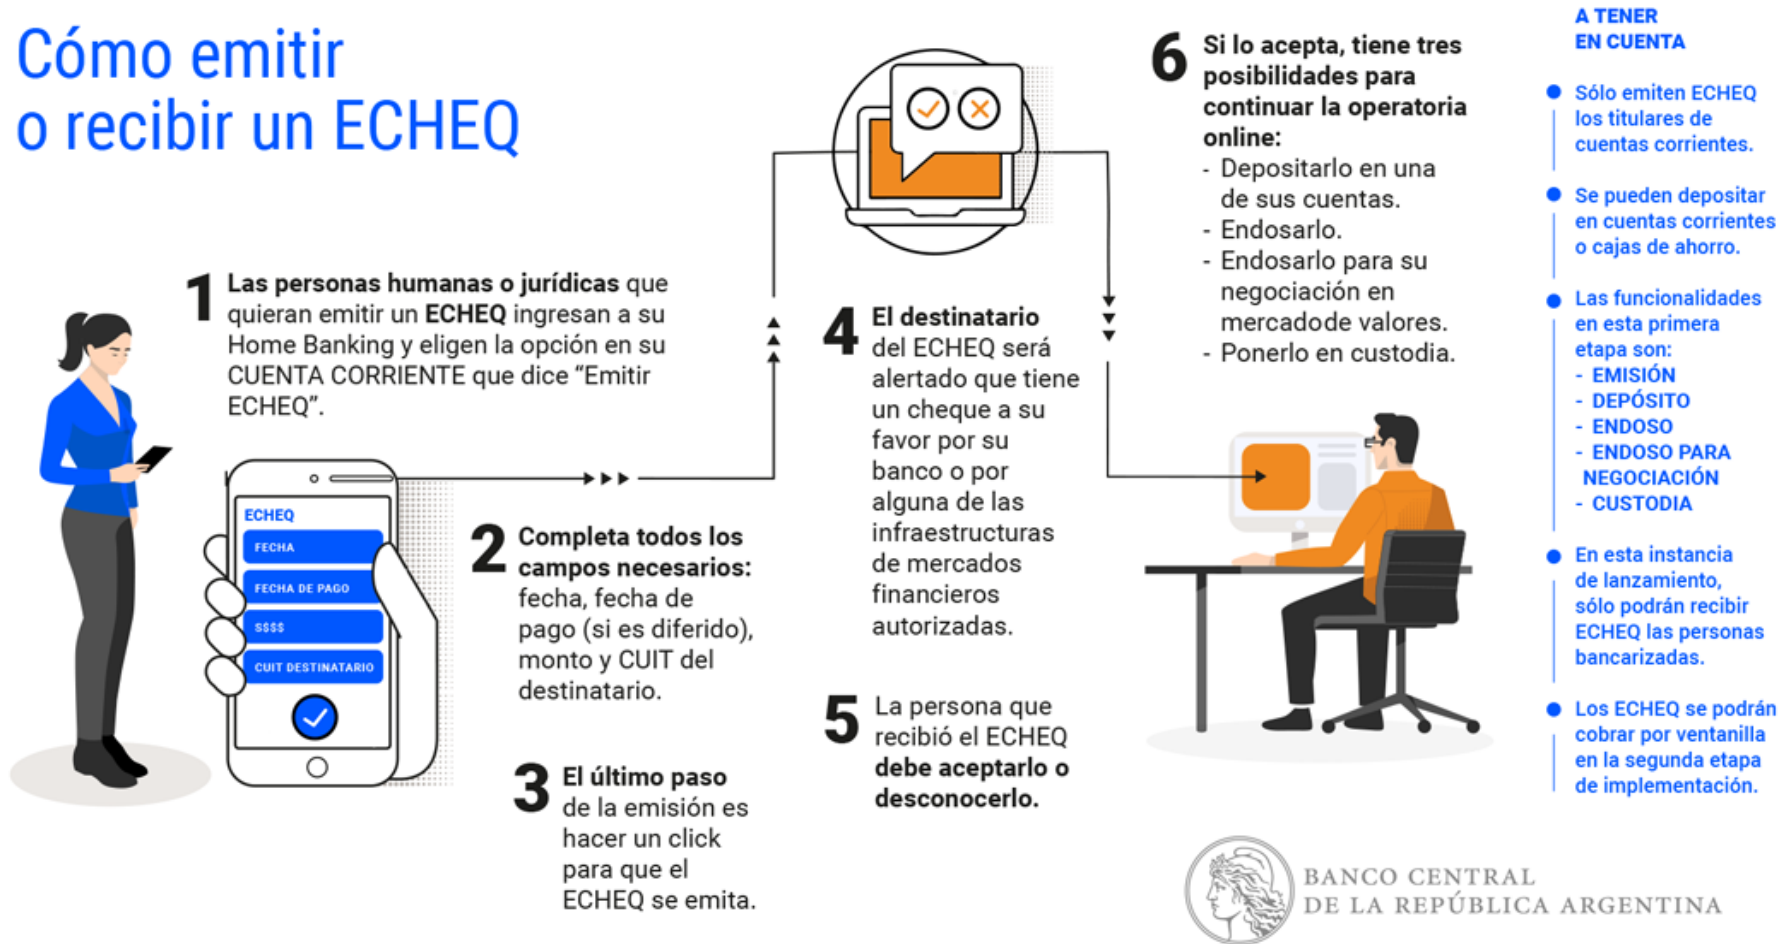 Cómo emitir
o recibir un ECHEQ
1 Las personas humanas o jurídicas que
quieran emitir un ECHEQ ingresan a su
Home Banking y eligen la opción en su
CUENTA CORRIENTE que dice “Emitir
ECHEQ”.
ECHEQ
FECHA
FECHA DE PAGO
$$$$
CUIT DESTINATARIO
2 Completa todos los
campos necesarios:
fecha, fecha de
pago (si es diferido),
monto y CUIT del
destinatario.
3 El último paso
de la emisión es
hacer un click
para que el
ECHEQ se emita.
4 El destinatario
del ECHEQ será
alertado que tiene
un cheque a su
favor por su
banco o por
alguna de las
infraestructuras
de mercados
financieros
autorizadas.
5 La persona que
recibió el ECHEQ
debe aceptarlo o
desconocerlo.
6 Si lo acepta, tiene tres
posibilidades para
continuar la operatoria
online:
- Depositarlo en una
de sus cuentas.
- Endosarlo.
- Endosarlo para su
negociación en
mercadode valores.
- Ponerlo en custodia.
A TENER
EN CUENTA
Sólo emiten ECHEQ
los titulares de
cuentas corrientes.
Se pueden depositar
en cuentas corrientes
o cajas de ahorro.
Las funcionalidades
en esta primera
etapa son:
- EMISIÓN
- DEPÓSITO
- ENDOSO
- ENDOSO PARA
NEGOCIACIÓN
- CUSTODIA
En esta instancia
de lanzamiento,
sólo podrán recibir
ECHEQ las personas
bancarizadas.
Los ECHEQ se podrán
cobrar por ventanilla
en la segunda etapa
de implementación.
BANCO CENTRAL
DE LA REPÚBLICA ARGENTINA